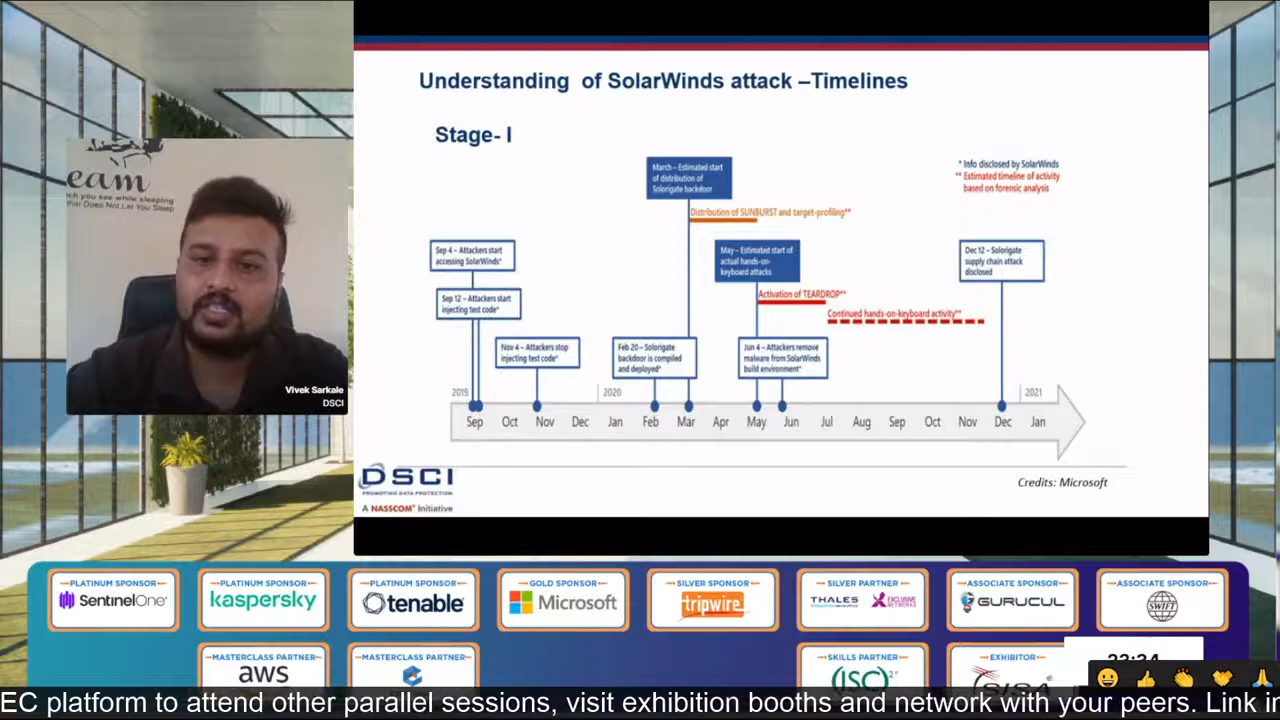 Understanding of SolarWinds attack –Timelines
Stage- I
March – Estimated start
of distribution of
Solorigate backdoor
* Info disclosed by SolarWinds
** Estimated timeline of activity
based on forensic analysis
Distribution of SUNBURST and target-profiling**
Sep 4 – Attackers start
accessing SolarWinds*
May – Estimated start of
actual hands-on-
keyboard attacks
Dec 12 – Solorigate
supply chain attack
disclosed
Sep 12 – Attackers start
injecting test code*
Activation of TEARDROP**
Continued hands-on-keyboard activity**
Nov 4 – Attackers stop
injecting test code*
Feb 20 – Solorigate
backdoor is compiled
and deployed*
Jun 4 – Attackers remove
malware from SolarWinds
build environment*
2019
2020
2021
Sep Oct Nov Dec Jan Feb Mar Apr May Jun Jul Aug Sep Oct Nov Dec Jan
DSCI
PROMOTING DATA PROTECTION
A NASSCOM® Initiative
Credits: Microsoft
eam
ch you see while sleeping
that Does Not Let You Sleep
Vivek Sarkale
DSCI
PLATINUM SPONSOR
SentinelOne
PLATINUM SPONSOR
kaspersky
PLATINUM SPONSOR
tenable
GOLD SPONSOR
Microsoft
SILVER SPONSOR
tripwire
SILVER PARTNER
THALES
EXCLUSIVE
NETWORKS
ASSOCIATE SPONSOR
GURUCUL
ASSOCIATE SPONSOR
SWIFT
MASTERCLASS PARTNER
aws
MASTERCLASS PARTNER
SKILLS PARTNER
(ISC)²
EXHIBITOR
SISA
EC platform to attend other parallel sessions, visit exhibition booths and network with your peers. Link in